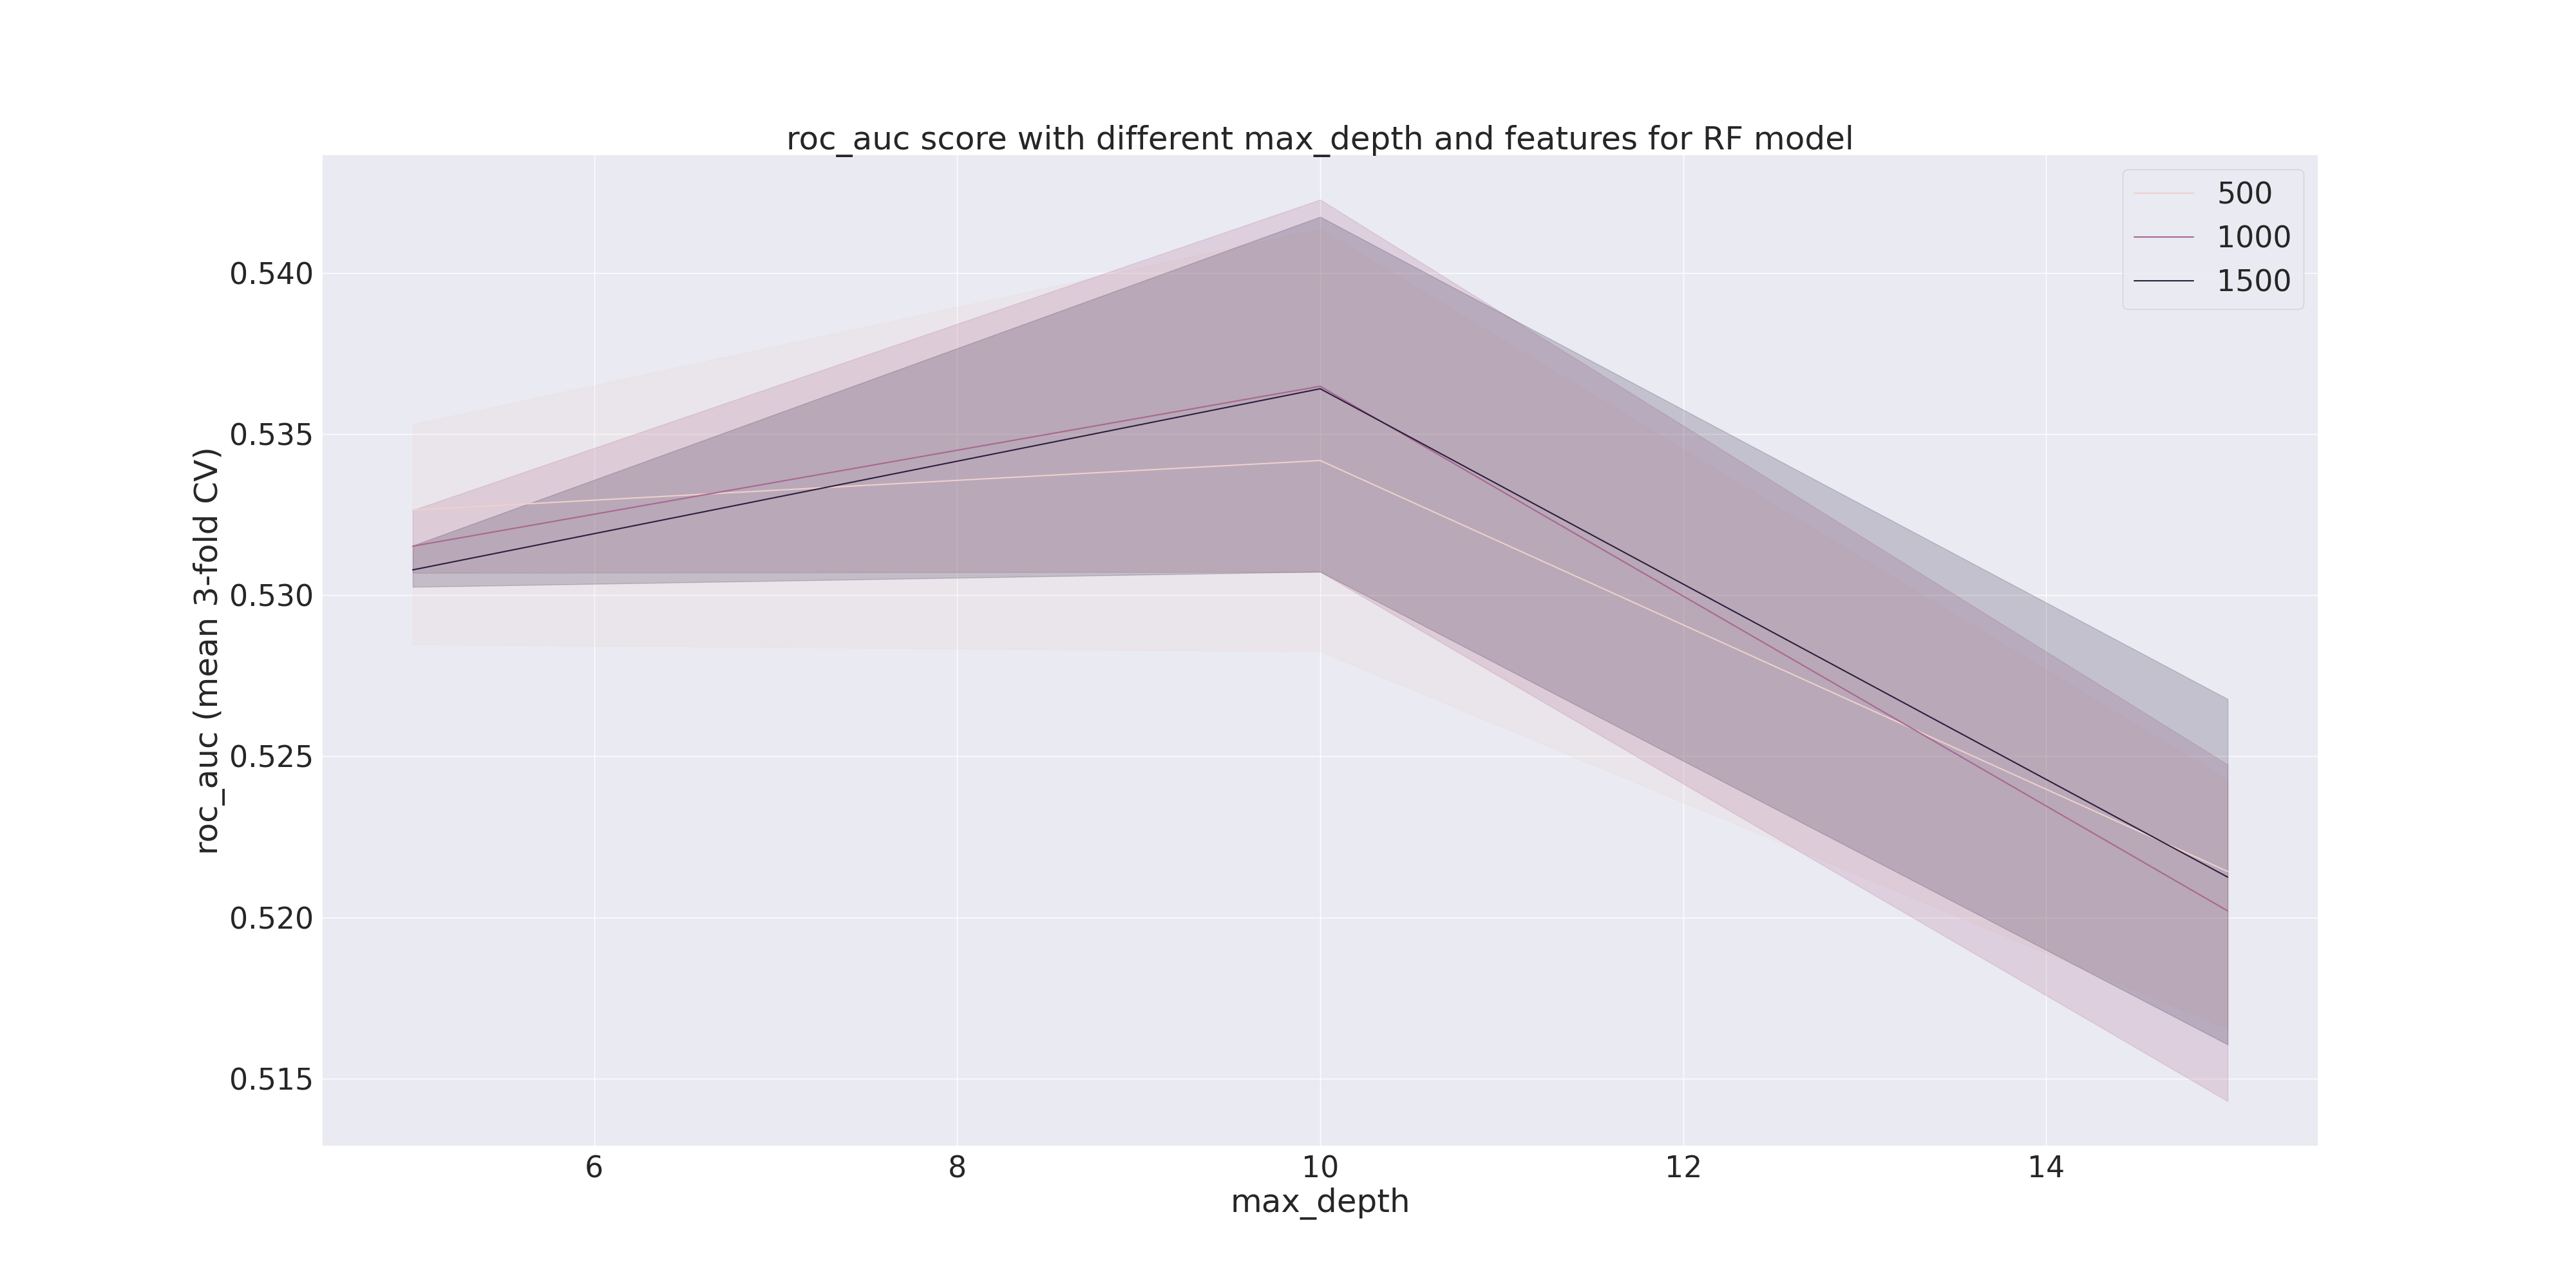 roc_auc score with different max_depth and features for RF model
500
1000
1500
roc_auc (mean 3-fold CV)
0.540
0.535
0.530
0.525
0.520
0.515
6 8 10 12 14
max_depth